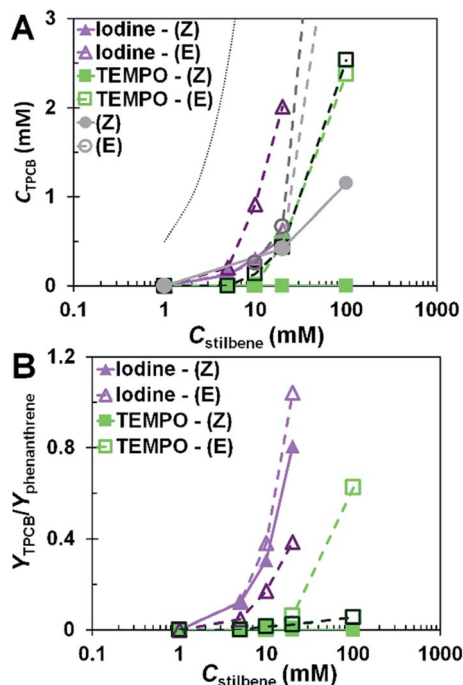 A
3
Iodine - (Z)
Iodine - (E)
TEMPO - (Z)
TEMPO - (E)
(Z)
(E)
2
1
0
C_TPCB (mM)
0.1 1 10 100 1000
C_stilbene (mM)
B
1.2
Iodine - (Z)
Iodine - (E)
TEMPO - (Z)
TEMPO - (E)
0.8
0.4
0
Y_TPCB/Y_phenanthrene
0.1 1 10 100 1000
C_stilbene (mM)